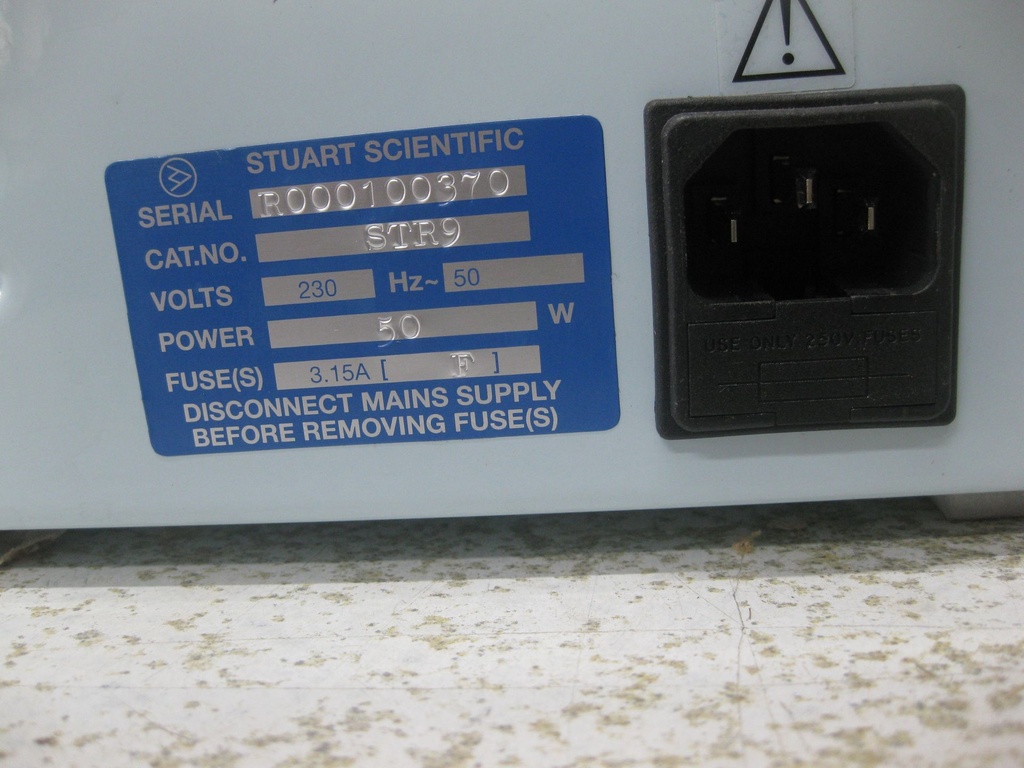 STUART SCIENTIFIC
SERIAL R000100370
CAT.NO. STR9
VOLTS 230 Hz~ 50
POWER 50 W
FUSE(S) 3.15A [ F ]
DISCONNECT MAINS SUPPLY
BEFORE REMOVING FUSE(S)
USE ONLY 250V FUSES